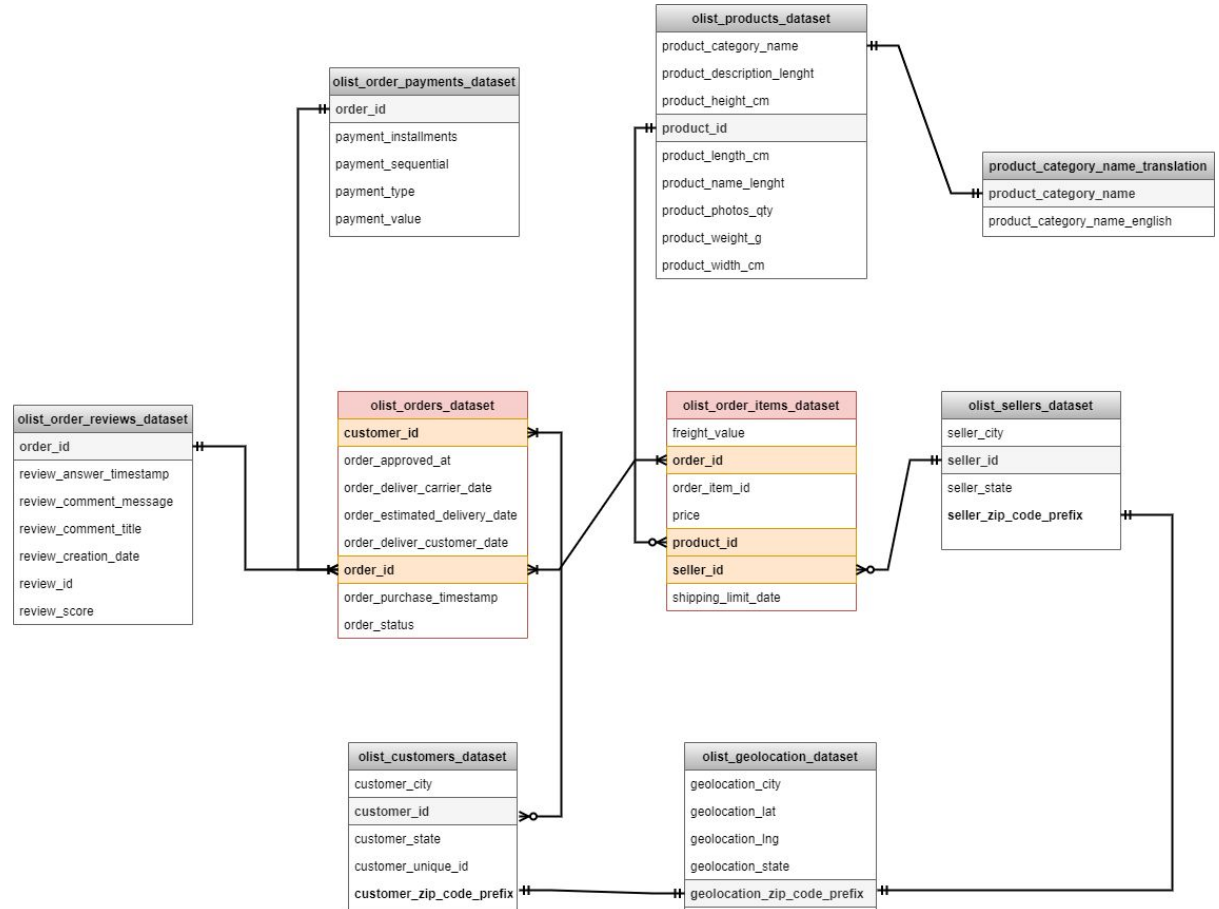 olist_products_dataset
product_category_name
product_description_lenght
product_height_cm
product_id
product_length_cm
product_name_lenght
product_photos_qty
product_weight_g
product_width_cm
olist_order_payments_dataset
order_id
payment_installments
payment_sequential
payment_type
payment_value
product_category_name_translation
product_category_name
product_category_name_english
olist_order_reviews_dataset
order_id
review_answer_timestamp
review_comment_message
review_comment_title
review_creation_date
review_id
review_score
olist_orders_dataset
customer_id
order_approved_at
order_deliver_carrier_date
order_estimated_delivery_date
order_deliver_customer_date
order_id
order_purchase_timestamp
order_status
olist_order_items_dataset
freight_value
order_id
order_item_id
price
product_id
seller_id
shipping_limit_date
olist_sellers_dataset
seller_city
seller_id
seller_state
seller_zip_code_prefix
olist_customers_dataset
customer_city
customer_id
customer_state
customer_unique_id
customer_zip_code_prefix
olist_geolocation_dataset
geolocation_city
geolocation_lat
geolocation_lng
geolocation_state
geolocation_zip_code_prefix